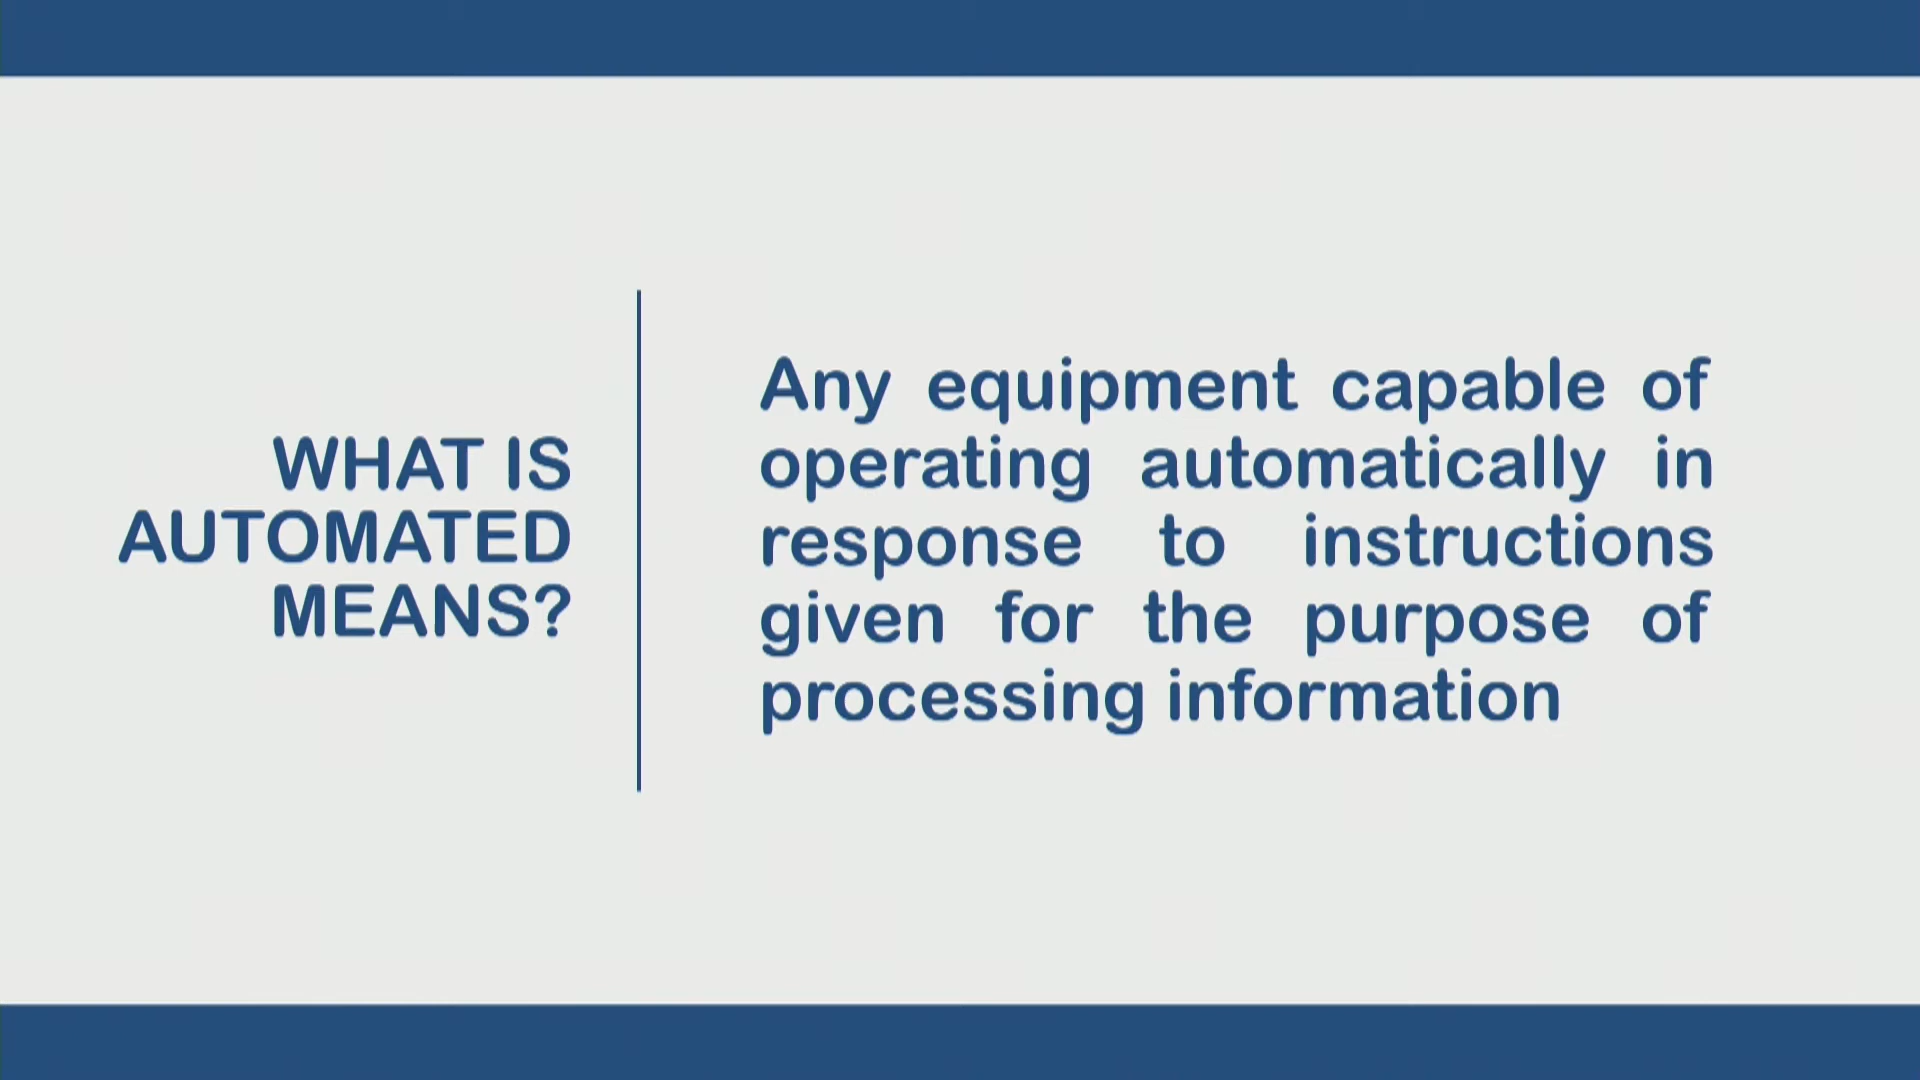 WHAT IS
AUTOMATED
MEANS?
Any equipment capable of
operating automatically in
response to instructions
given for the purpose of
processing information